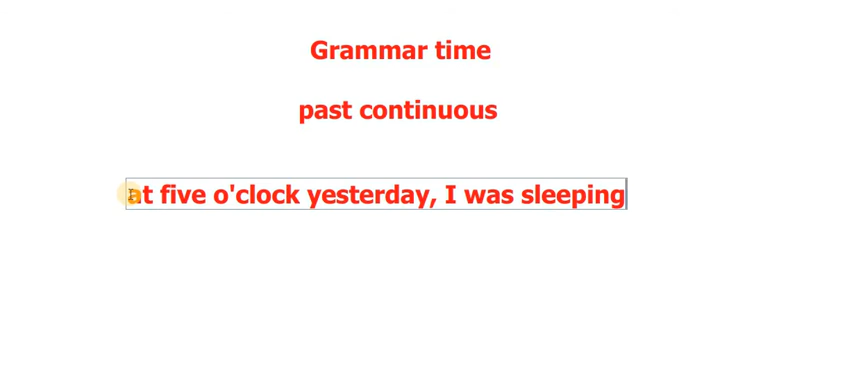 Grammar time
past continuous
at five o'clock yesterday, I was sleeping